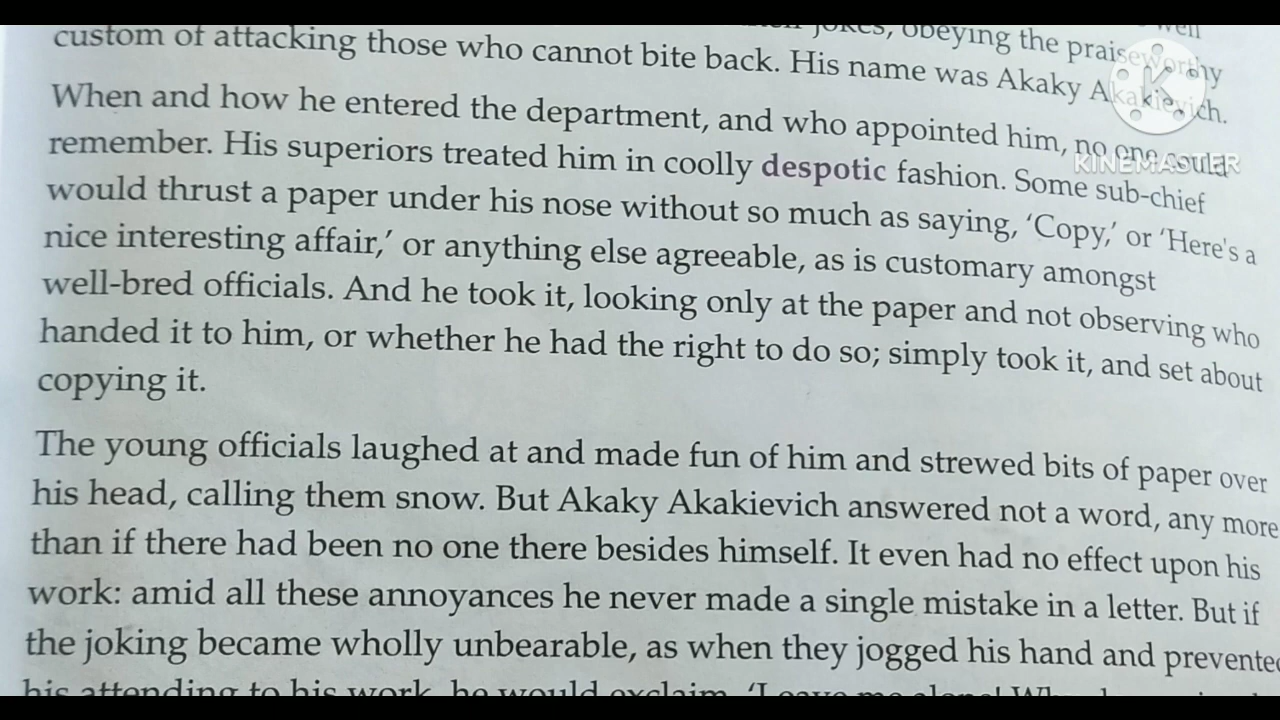 jokes, obeying the praiseworthy
custom of attacking those who cannot bite back. His name was Akaky Akakievich.
When and how he entered the department, and who appointed him, no one could
remember. His superiors treated him in coolly despotic fashion. Some sub-chief
would thrust a paper under his nose without so much as saying, ‘Copy,’ or ‘Here's a
nice interesting affair,’ or anything else agreeable, as is customary amongst
well-bred officials. And he took it, looking only at the paper and not observing who
handed it to him, or whether he had the right to do so; simply took it, and set about
copying it.
The young officials laughed at and made fun of him and strewed bits of paper over
his head, calling them snow. But Akaky Akakievich answered not a word, any more
than if there had been no one there besides himself. It even had no effect upon his
work: amid all these annoyances he never made a single mistake in a letter. But if
the joking became wholly unbearable, as when they jogged his hand and prevented
his attending to his work, he would exclaim, ‘Leave me alone!
KINEMASTER